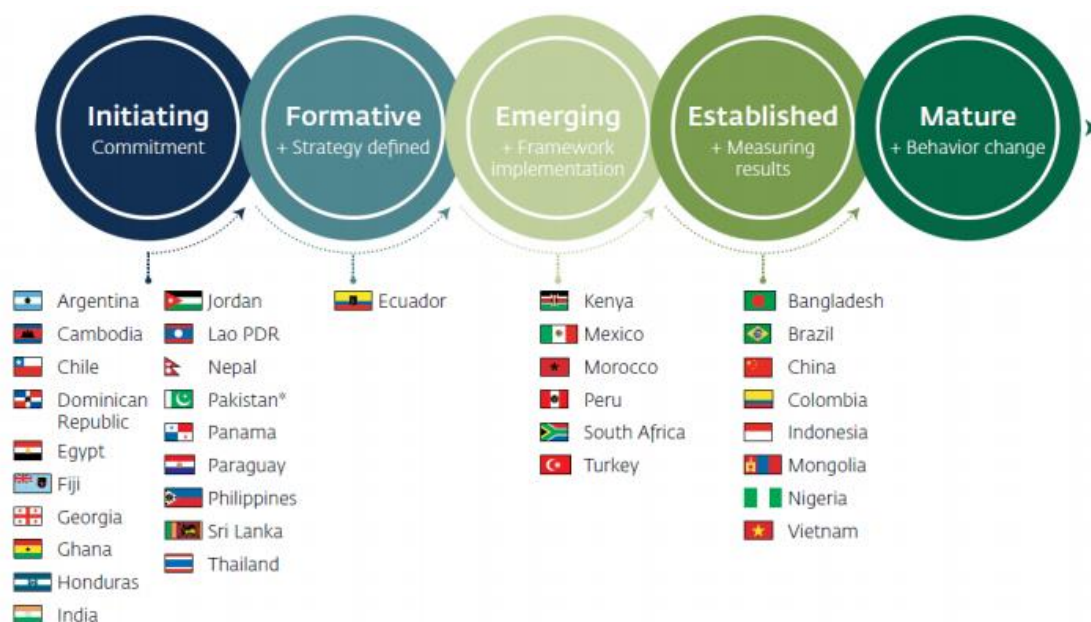 Initiating
Commitment
Formative
+ Strategy defined
Emerging
+ Framework
implementation
Established
+ Measuring
results
Mature
+ Behavior change
Argentina
Cambodia
Chile
Dominican
Republic
Egypt
Fiji
Georgia
Ghana
Honduras
India
Jordan
Lao PDR
Nepal
Pakistan*
Panama
Paraguay
Philippines
Sri Lanka
Thailand
Ecuador
Kenya
Mexico
Morocco
Peru
South Africa
Turkey
Bangladesh
Brazil
China
Colombia
Indonesia
Mongolia
Nigeria
Vietnam